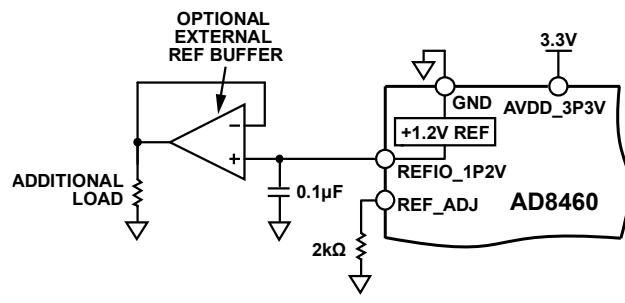 OPTIONAL
EXTERNAL
REF BUFFER
3.3V
GND
AVDD_3P3V
+1.2V REF
–
+
REFIO_1P2V
ADDITIONAL
LOAD
0.1µF
REF_ADJ
AD8460
2kΩ